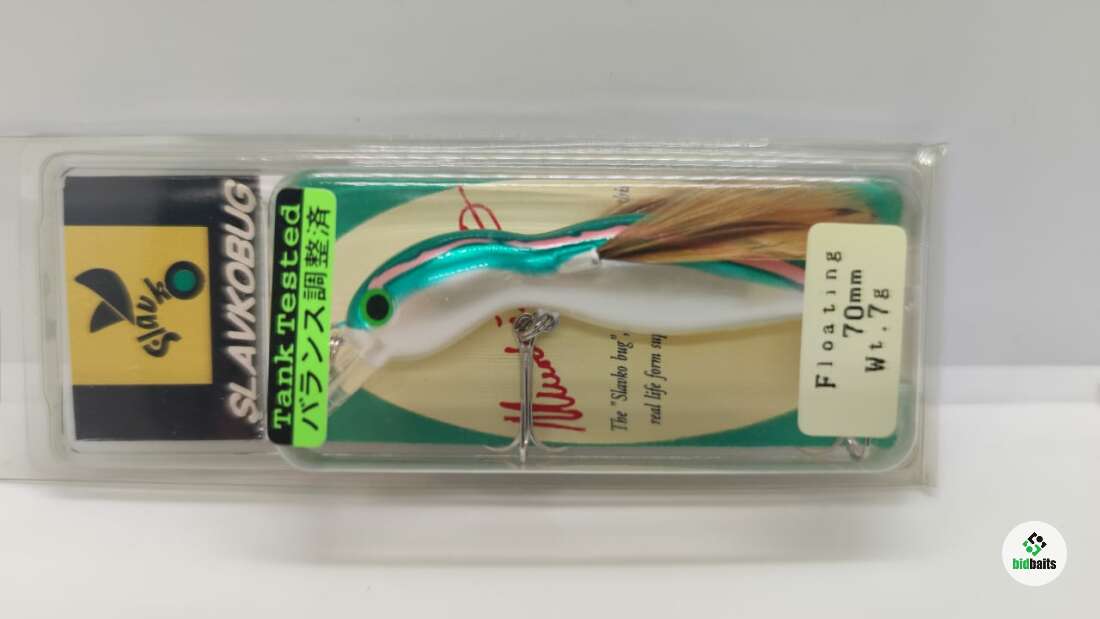 Slavko
SLAVKOBUG
Tank Tested
バランス調整済
The "Slavko bug",
real life form sup
Floating
70mm
Wt.7g
bidbaits